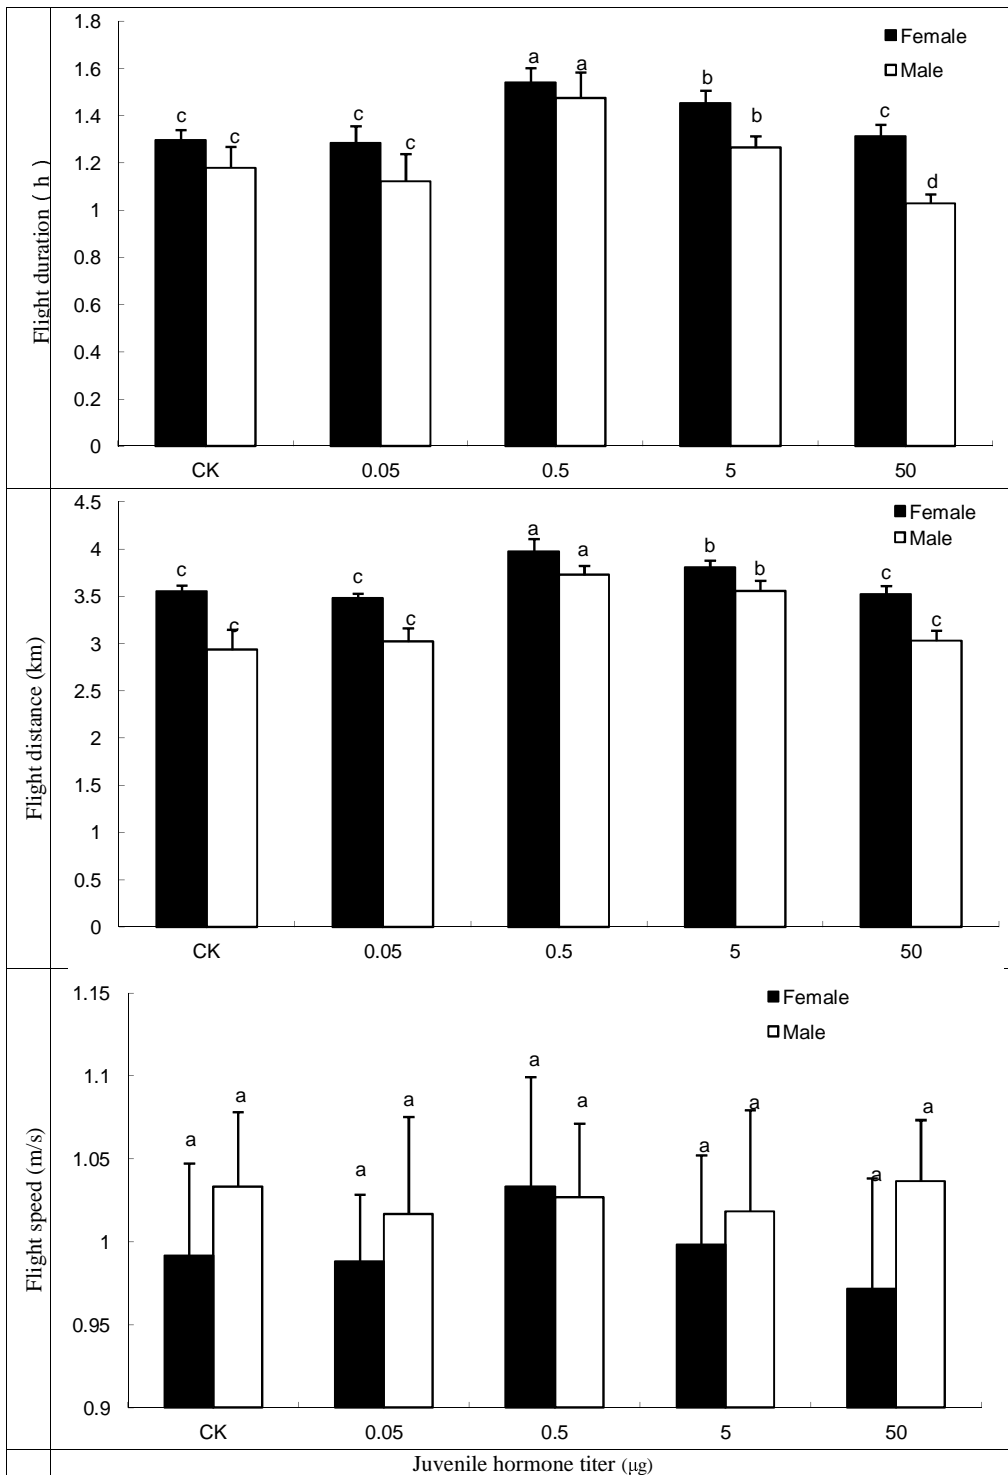 Flight duration ( h )
1.8
1.6
1.4
1.2
1
0.8
0.6
0.4
0.2
0
Female
Male
c c c c a a b b c d
CK 0.05 0.5 5 50
Flight distance (km)
4.5
4
3.5
3
2.5
2
1.5
1
0.5
0
Female
Male
c c c c a a b b c c
CK 0.05 0.5 5 50
Flight speed (m/s)
1.15
1.1
1.05
1
0.95
0.9
Female
Male
a a a a a a a a a a
CK 0.05 0.5 5 50
Juvenile hormone titer (μg)